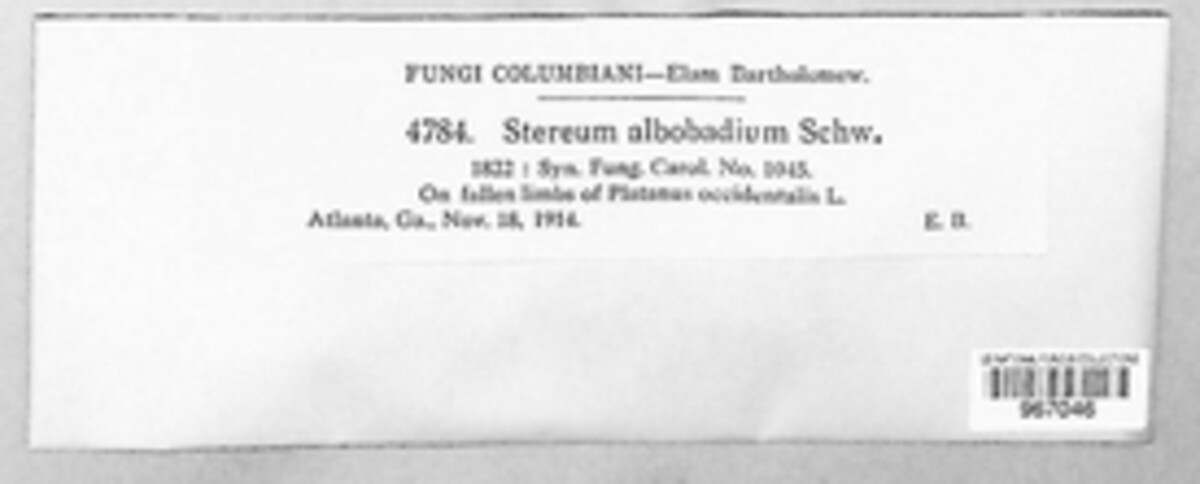 FUNGI COLUMBIANI—Elam Bartholomew.
4784. Stereum albobadium Schw.
1822 : Syn. Fung. Carol. No. 1045.
On fallen limbs of Platanus occidentalis L.
Atlanta, Ga., Nov. 18, 1914. E. B.
967046